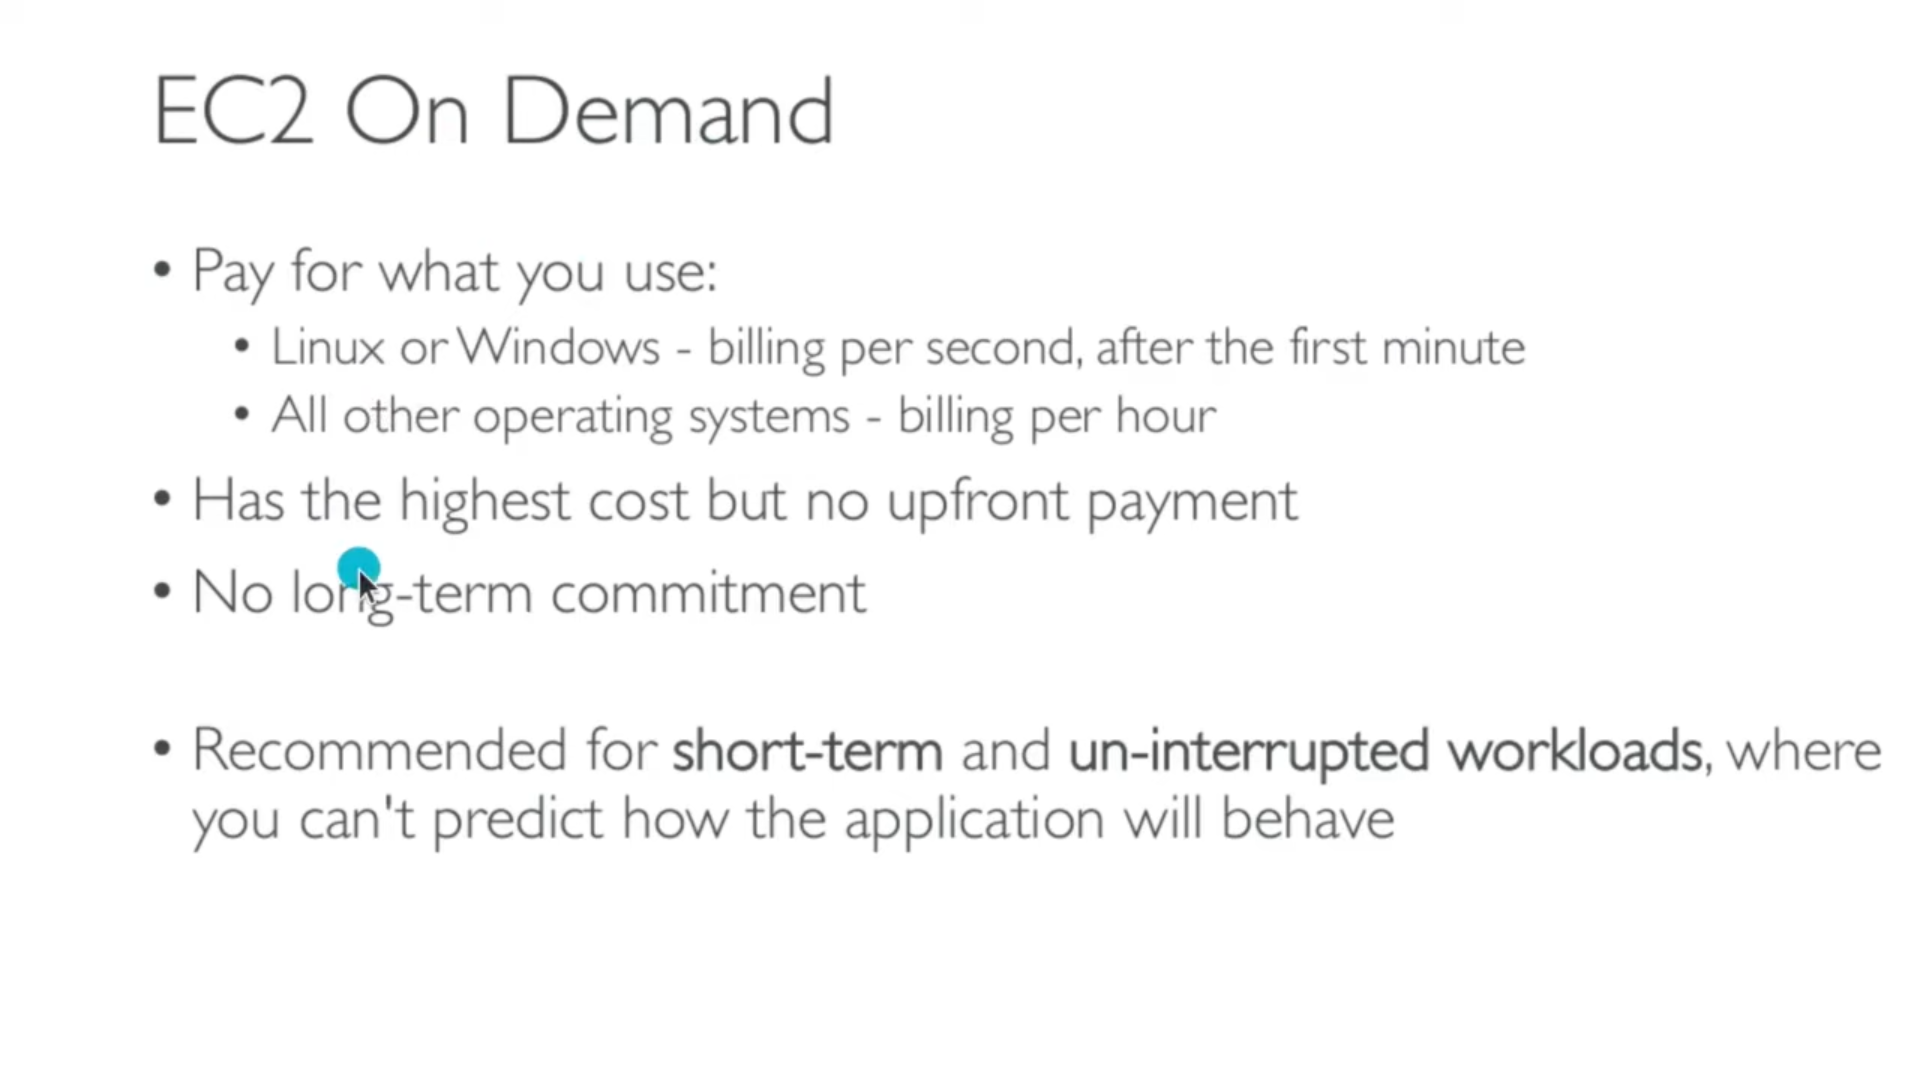 EC2 On Demand
• Pay for what you use:
• Linux or Windows - billing per second, after the first minute
• All other operating systems - billing per hour
• Has the highest cost but no upfront payment
• No long-term commitment
• Recommended for short-term and un-interrupted workloads, where
you can't predict how the application will behave